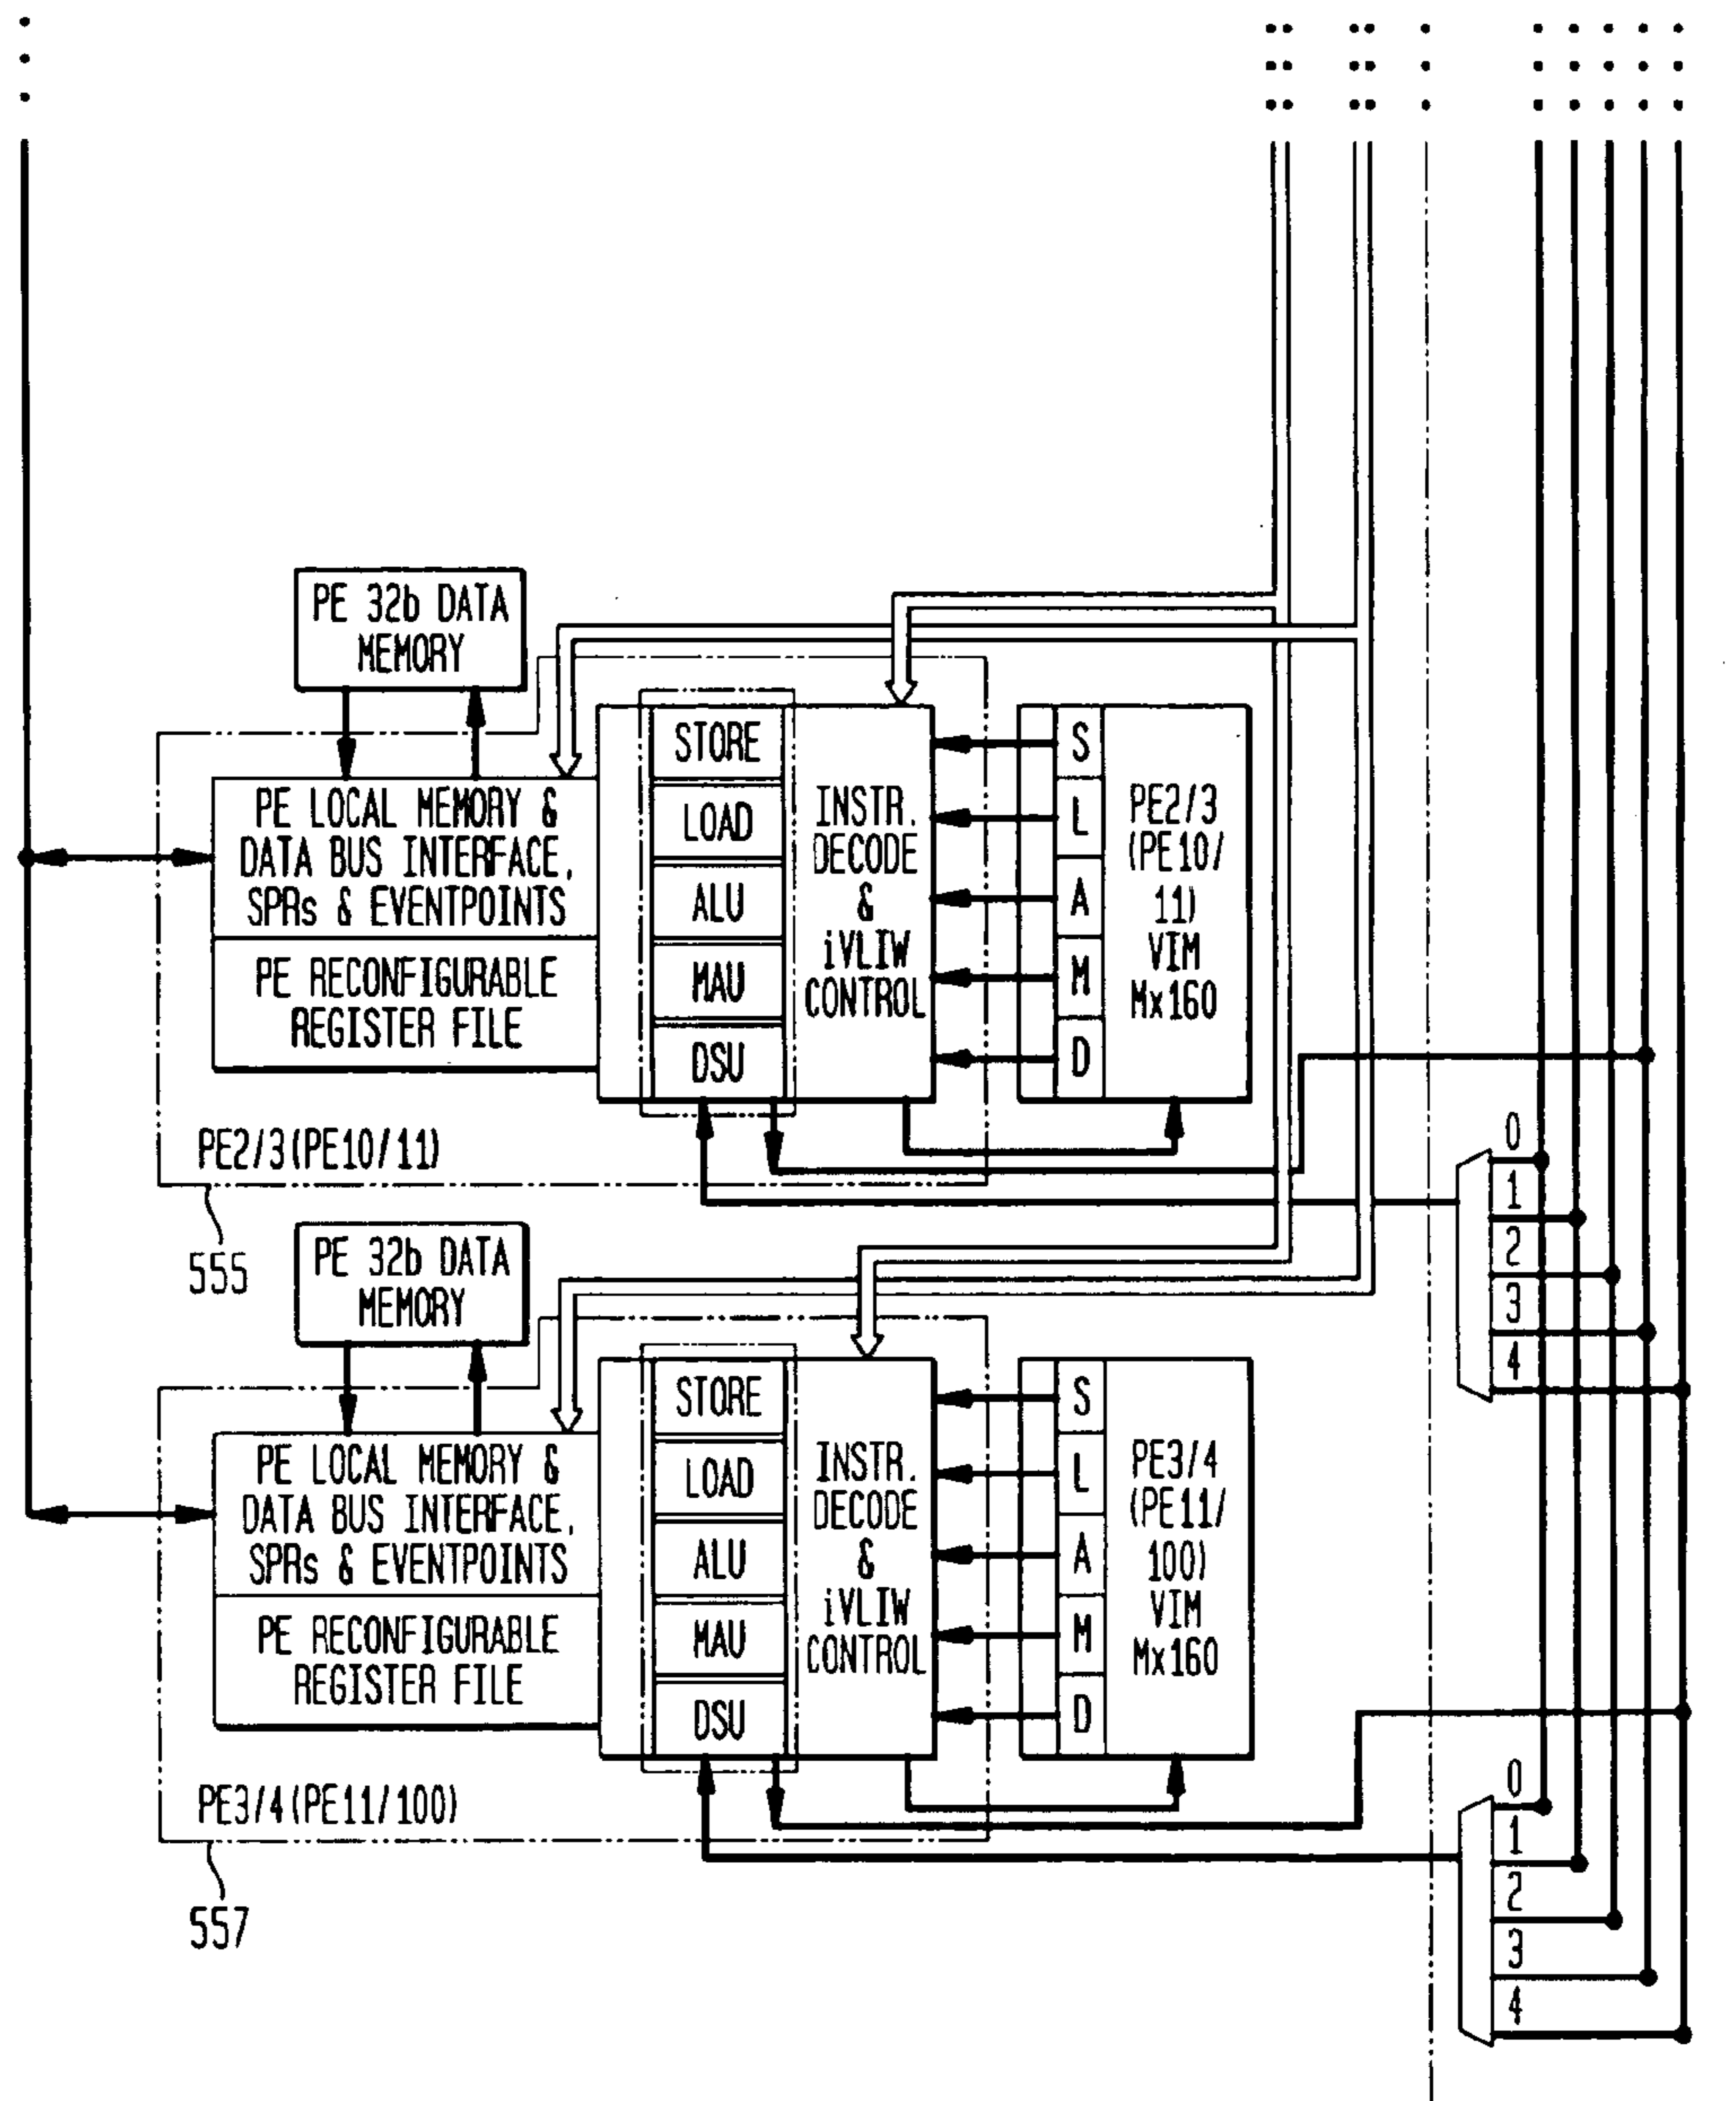 PE 32b DATA
MEMORY
PE LOCAL MEMORY &
DATA BUS INTERFACE,
SPRs & EVENTPOINTS
PE RECONFIGURABLE
REGISTER FILE
STORE
LOAD
ALU
MAU
DSU
INSTR.
DECODE
&
iVLIW
CONTROL
S
L
A
M
D
PE2/3
(PE10/
11)
VIM
Mx160
PE2/3(PE10/11)
555
0
1
2
3
4
PE 32b DATA
MEMORY
PE LOCAL MEMORY &
DATA BUS INTERFACE,
SPRs & EVENTPOINTS
PE RECONFIGURABLE
REGISTER FILE
STORE
LOAD
ALU
MAU
DSU
INSTR.
DECODE
&
iVLIW
CONTROL
S
L
A
M
D
PE3/4
(PE11/
100)
VIM
Mx160
PE3/4(PE11/100)
557
0
1
2
3
4